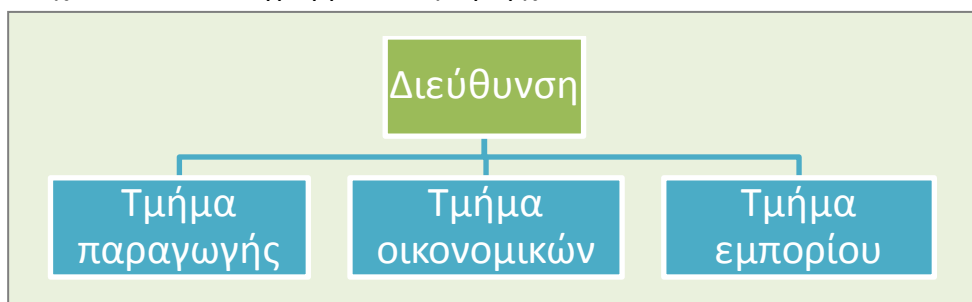 Διεύθυνση
Τμήμα
παραγωγής
Τμήμα
οικονομικών
Τμήμα
εμπορίου